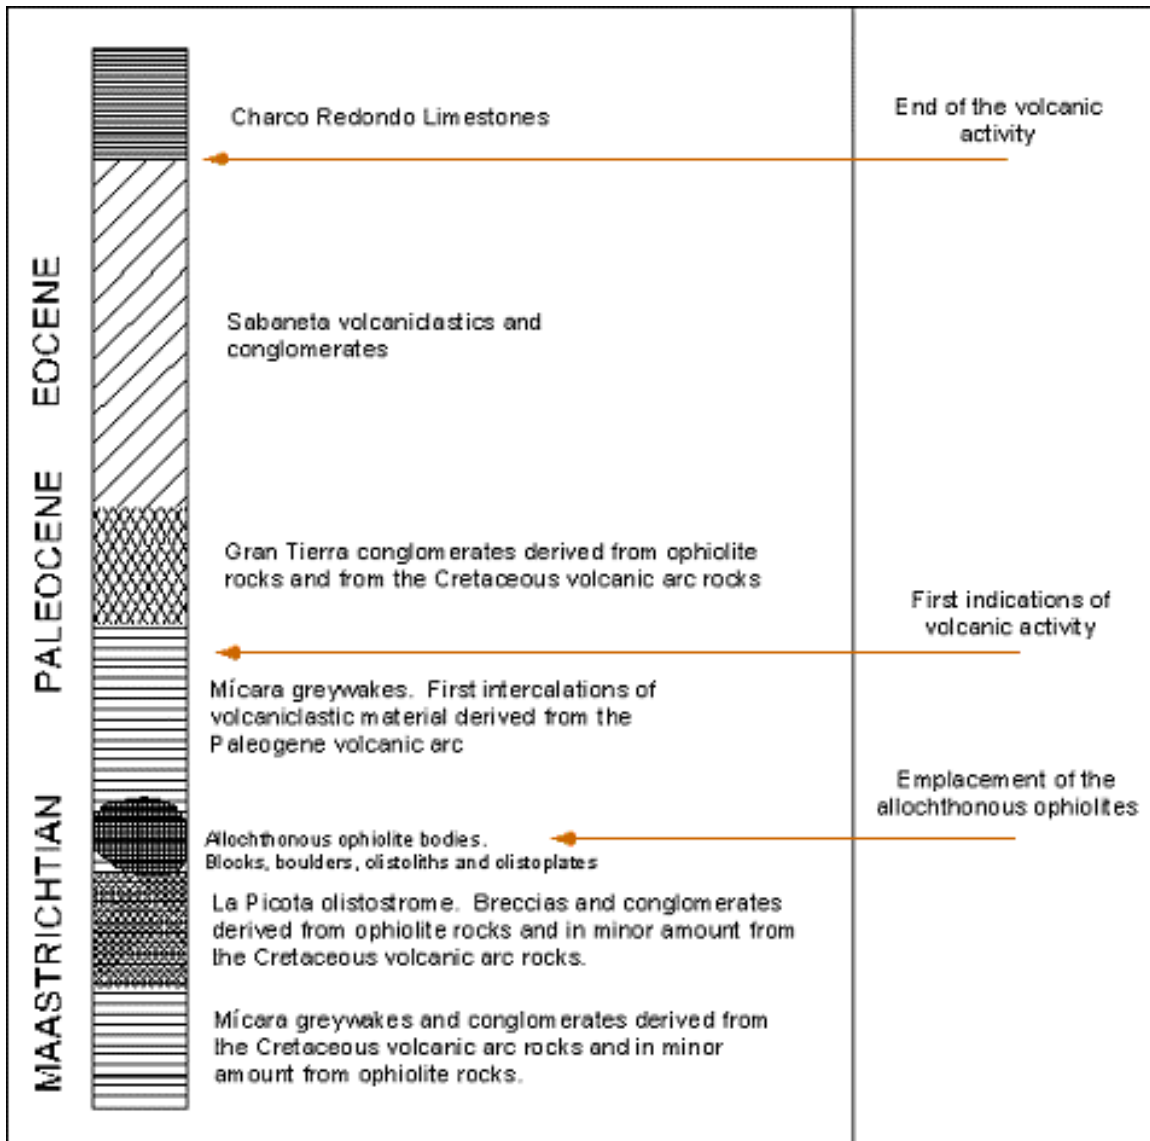 Charco Redondo Limestones
End of the volcanic
activity
Sabaneta volcaniclastics and
conglomerates
Gran Tierra conglomerates derived from ophiolite
rocks and from the Cretaceous volcanic arc rocks
First indications of
volcanic activity
Mícara greywakes. First intercalations of
volcaniclastic material derived from the
Paleogene volcanic arc
Emplacement of the
allochthonous ophiolites
Allochthonous ophiolite bodies.
Blocks, boulders, olistoliths and olistoplates
La Picota olistostrome. Breccias and conglomerates
derived from ophiolite rocks and in minor amount from
the Cretaceous volcanic arc rocks.
Mícara greywakes and conglomerates derived from
the Cretaceous volcanic arc rocks and in minor
amount from ophiolite rocks.
EOCENE
PALEOCENE
MAASTRICHTIAN